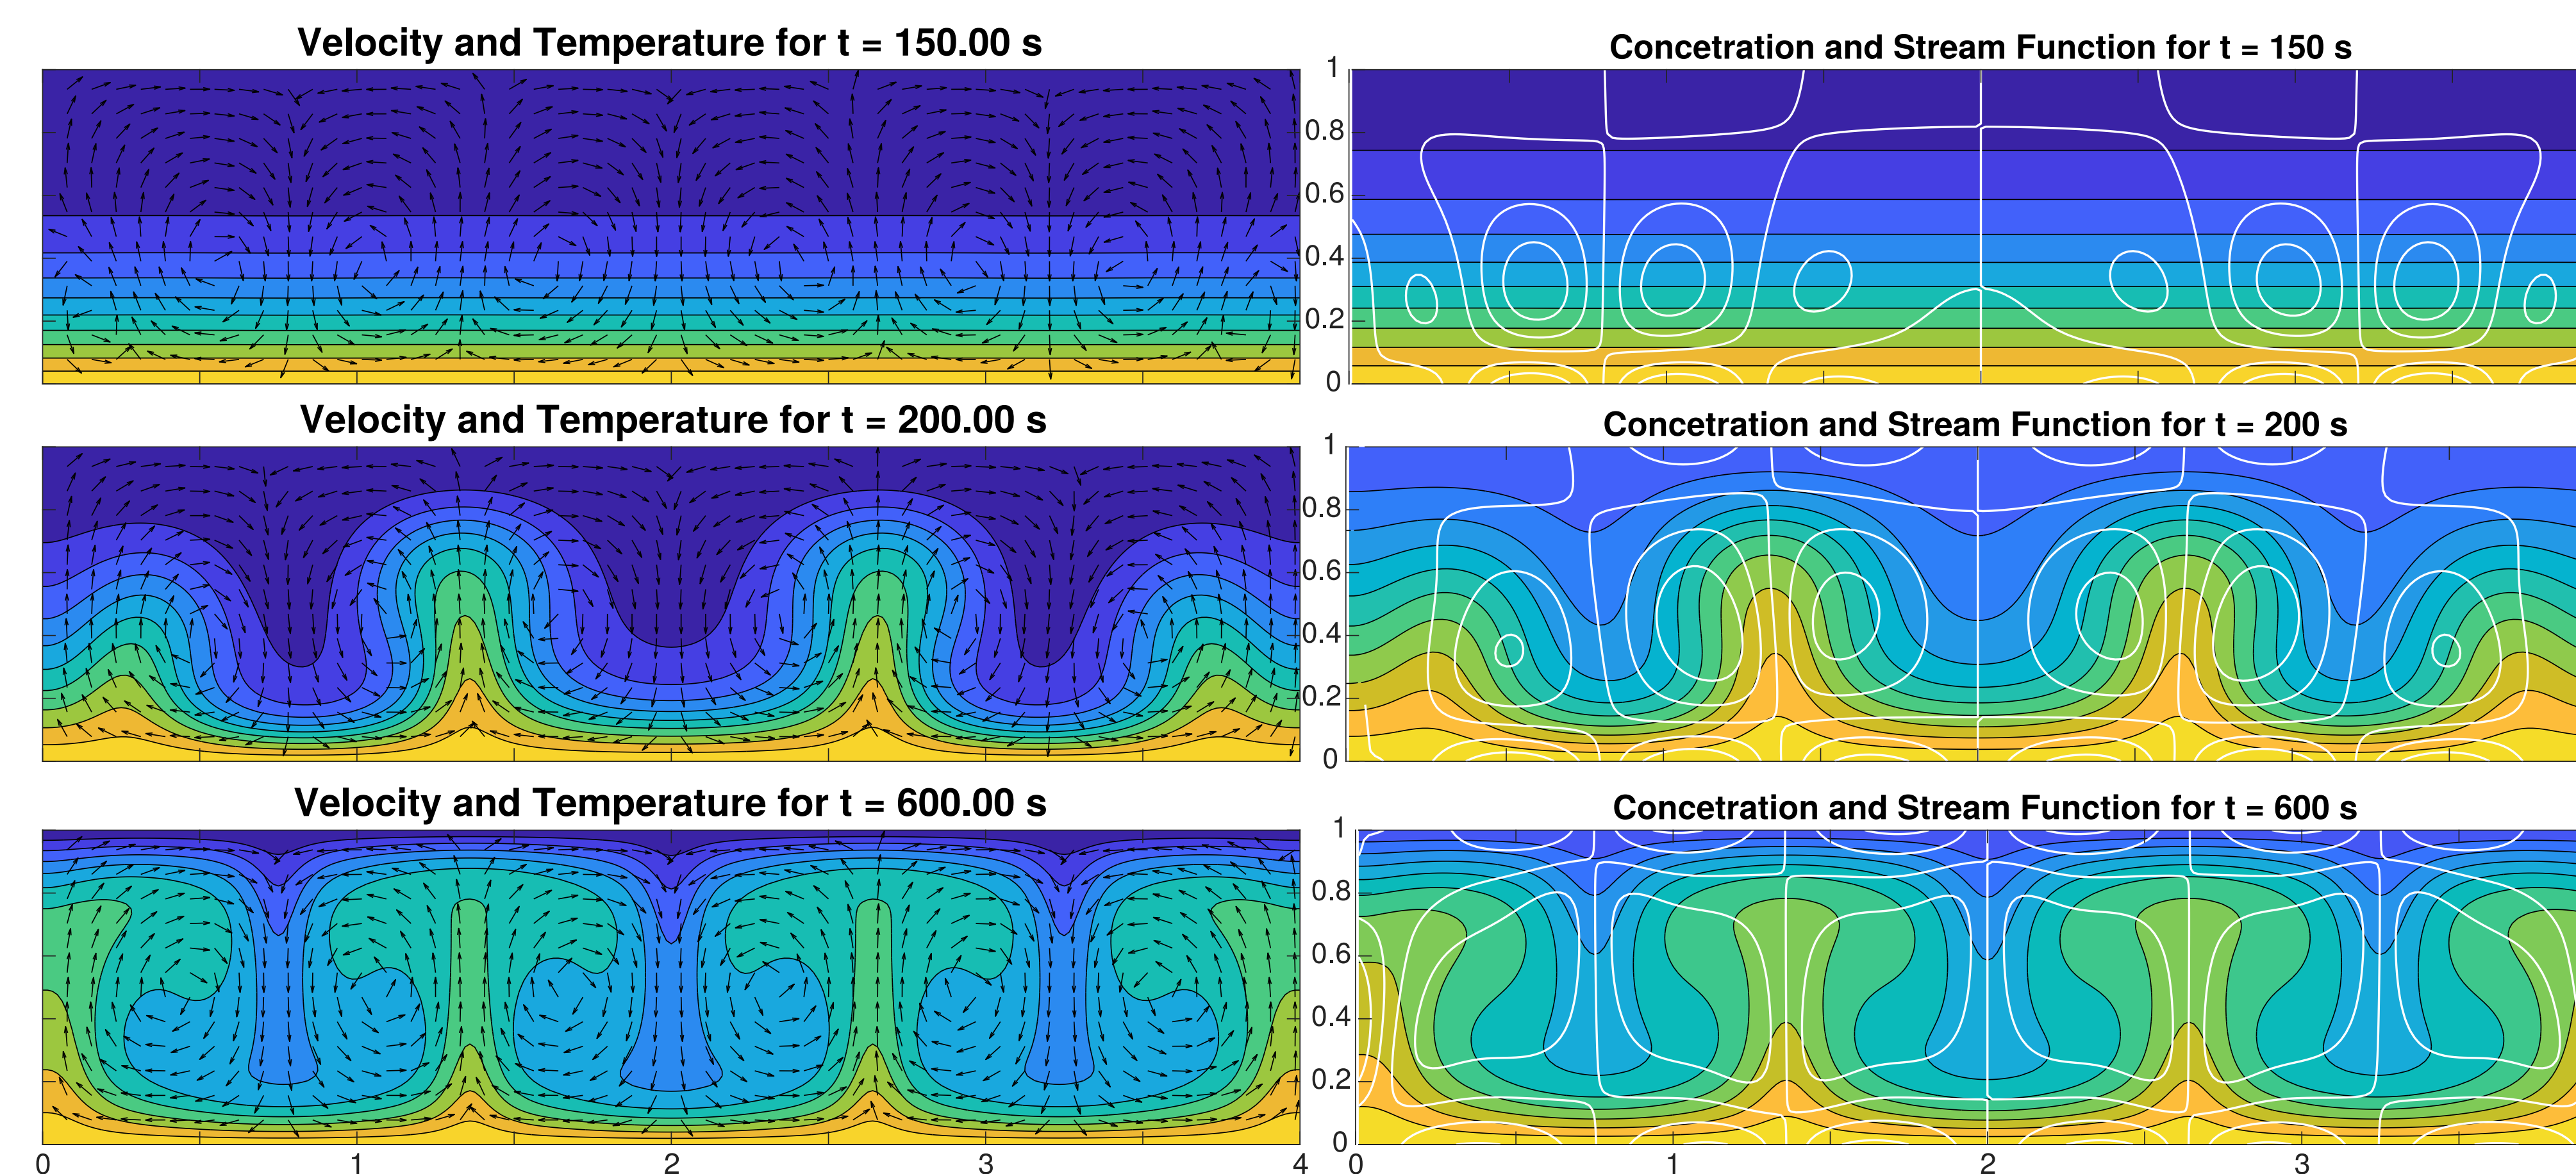 Velocity and Temperature for t = 150.00 s
Concetration and Stream Function for t = 150 s
1
0.8
0.6
0.4
0.2
0
Velocity and Temperature for t = 200.00 s
Concetration and Stream Function for t = 200 s
1
0.8
0.6
0.4
0.2
0
Velocity and Temperature for t = 600.00 s
Concetration and Stream Function for t = 600 s
1
0.8
0.6
0.4
0.2
0
0 1 2 3 4
0 1 2 3